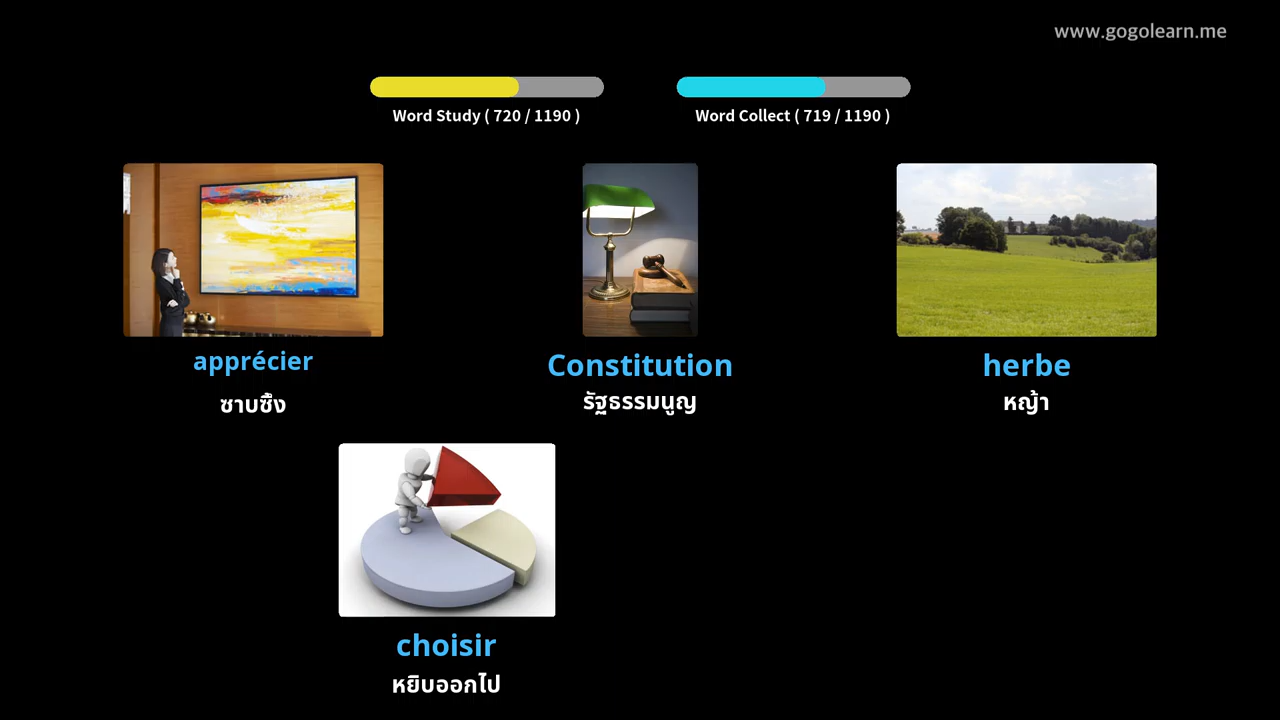 www.gogolearn.me
Word Study ( 720 / 1190 )
Word Collect ( 719 / 1190 )
apprécier
ซาบซึ้ง
Constitution
รัฐธรรมนูญ
herbe
หญ้า
choisir
หยิบออกไป